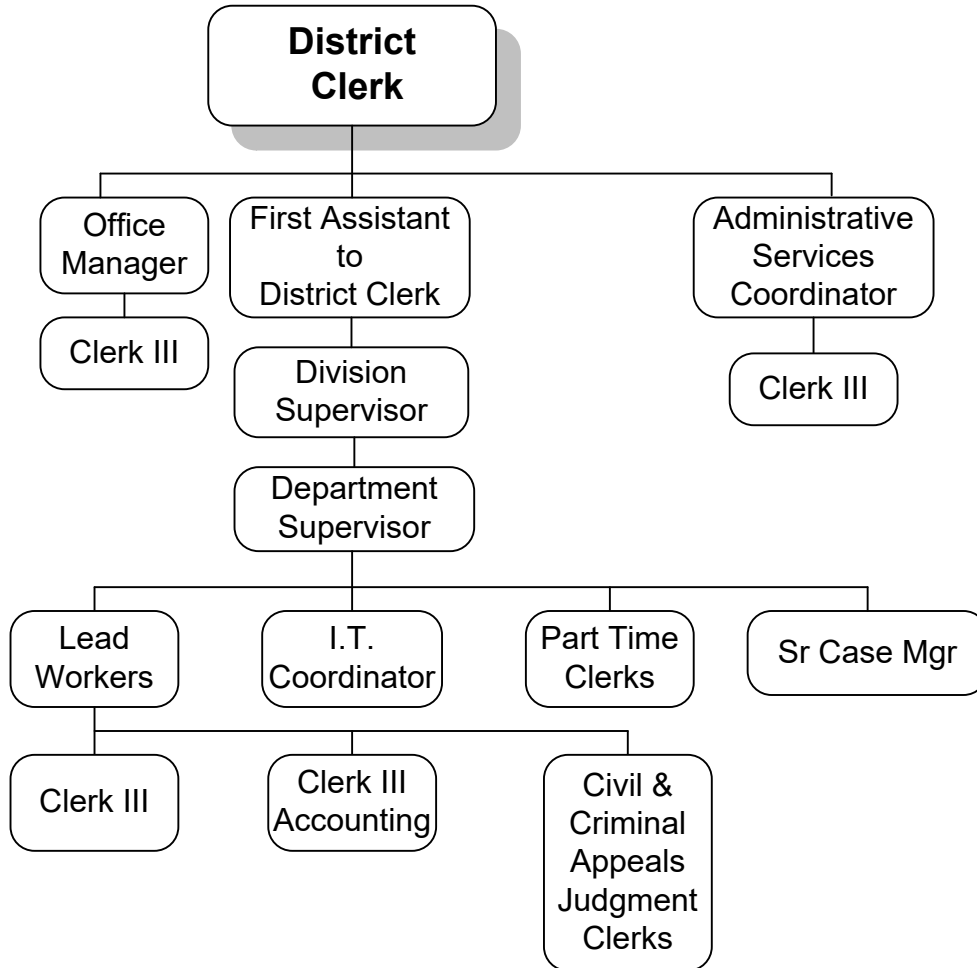 District
Clerk
Office
Manager
First Assistant
to
District Clerk
Administrative
Services
Coordinator
Clerk III
Division
Supervisor
Clerk III
Department
Supervisor
Lead
Workers
I.T.
Coordinator
Part Time
Clerks
Sr Case Mgr
Clerk III
Clerk III
Accounting
Civil &
Criminal
Appeals
Judgment
Clerks